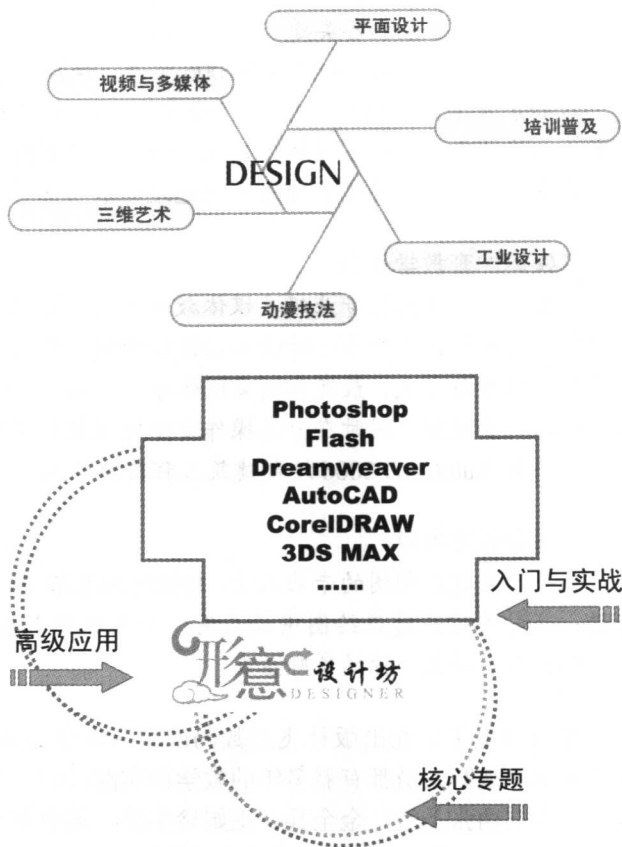 平面设计
视频与多媒体
培训普及
DESIGN
三维艺术
工业设计
动漫技法
Photoshop
Flash
Dreamweaver
AutoCAD
CorelDRAW
3DS MAX
……
入门与实战
高级应用
形意 设计坊
DESIGNER
核心专题